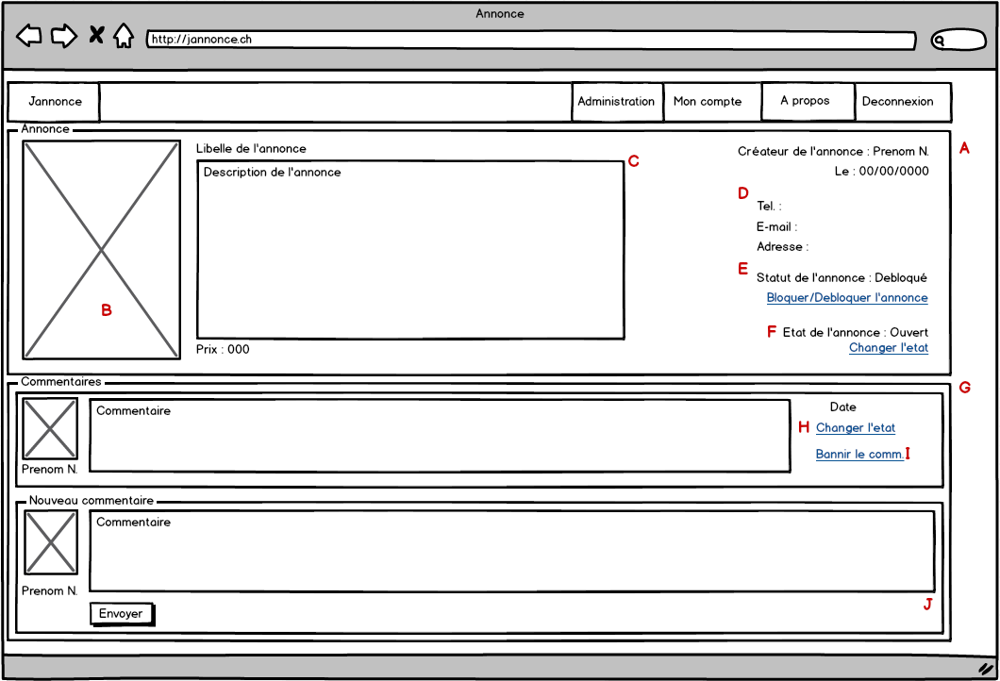 Annonce
http://jannonce.ch
Jannonce
Administration
Mon compte
A propos
Deconnexion
Annonce
A
B
Libelle de l'annonce
C
Description de l'annonce
Prix : 000
Créateur de l'annonce : Prenom N.
Le : 00/00/0000
D
Tel. :
E-mail :
Adresse :
E
Statut de l'annonce : Debloqué
Bloquer/Debloquer l'annonce
F Etat de l'annonce : Ouvert
Changer l'etat
Commentaires
G
Prenom N.
Commentaire
Date
H Changer l'etat
Bannir le comm. I
Nouveau commentaire
Prenom N.
Commentaire
J
Envoyer